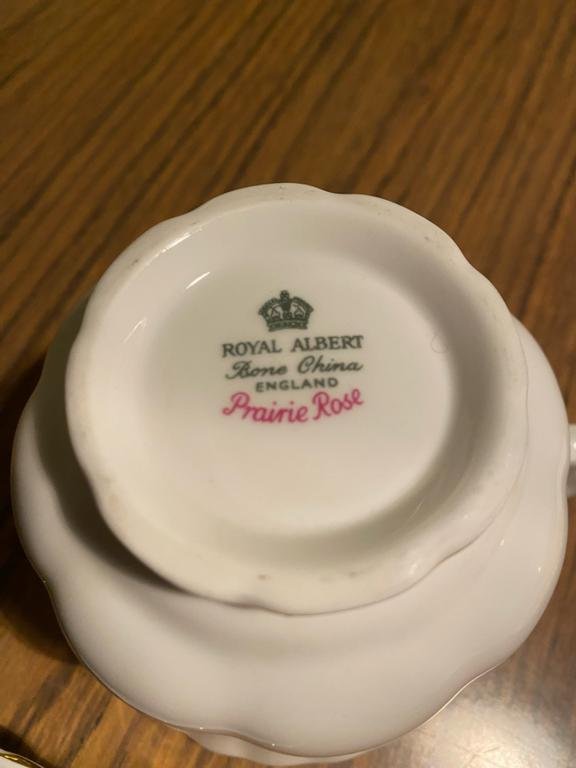 ROYAL ALBERT
Bone China
ENGLAND
Prairie Rose